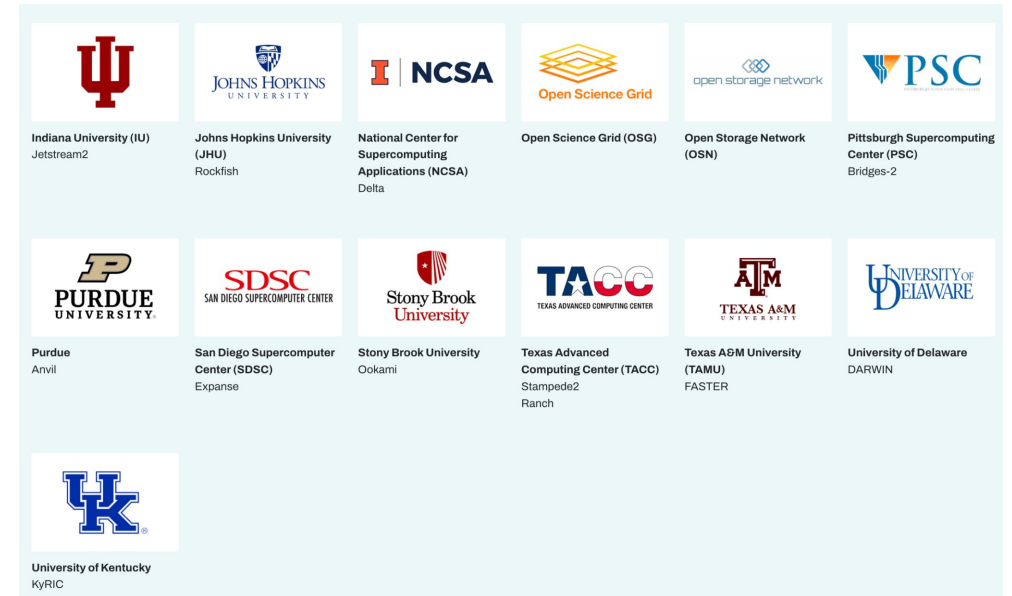 JOHNS HOPKINS
UNIVERSITY
I NCSA
Open Science Grid
open storage network
PSC
Indiana University (IU)
Jetstream2
Johns Hopkins University
(JHU)
Rockfish
National Center for
Supercomputing
Applications (NCSA)
Delta
Open Science Grid (OSG)
Open Storage Network
(OSN)
Pittsburgh Supercomputing
Center (PSC)
Bridges-2
P
PURDUE
UNIVERSITY®
SDSC
SAN DIEGO SUPERCOMPUTER CENTER
Stony Brook
University
TACC
TEXAS ADVANCED COMPUTING CENTER
ATM
TEXAS A&M
UNIVERSITY
UNIVERSITY OF
DELAWARE
Purdue
Anvil
San Diego Supercomputer
Center (SDSC)
Expanse
Stony Brook University
Ookami
Texas Advanced
Computing Center (TACC)
Stampede2
Ranch
Texas A&M University
(TAMU)
FASTER
University of Delaware
DARWIN
UK®
University of Kentucky
KyRIC